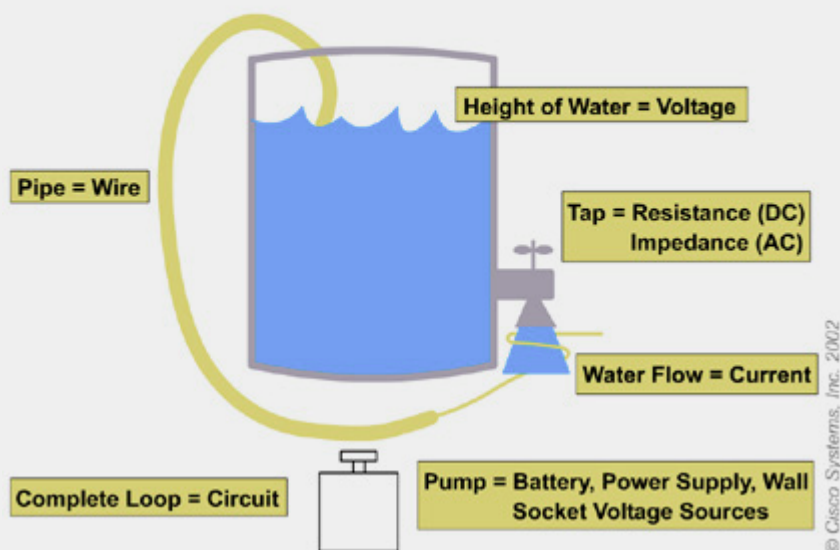 Height of Water = Voltage
Pipe = Wire
Tap = Resistance (DC)
Impedance (AC)
Water Flow = Current
Complete Loop = Circuit
Pump = Battery, Power Supply, Wall
Socket Voltage Sources
© Cisco Systems, Inc. 2002